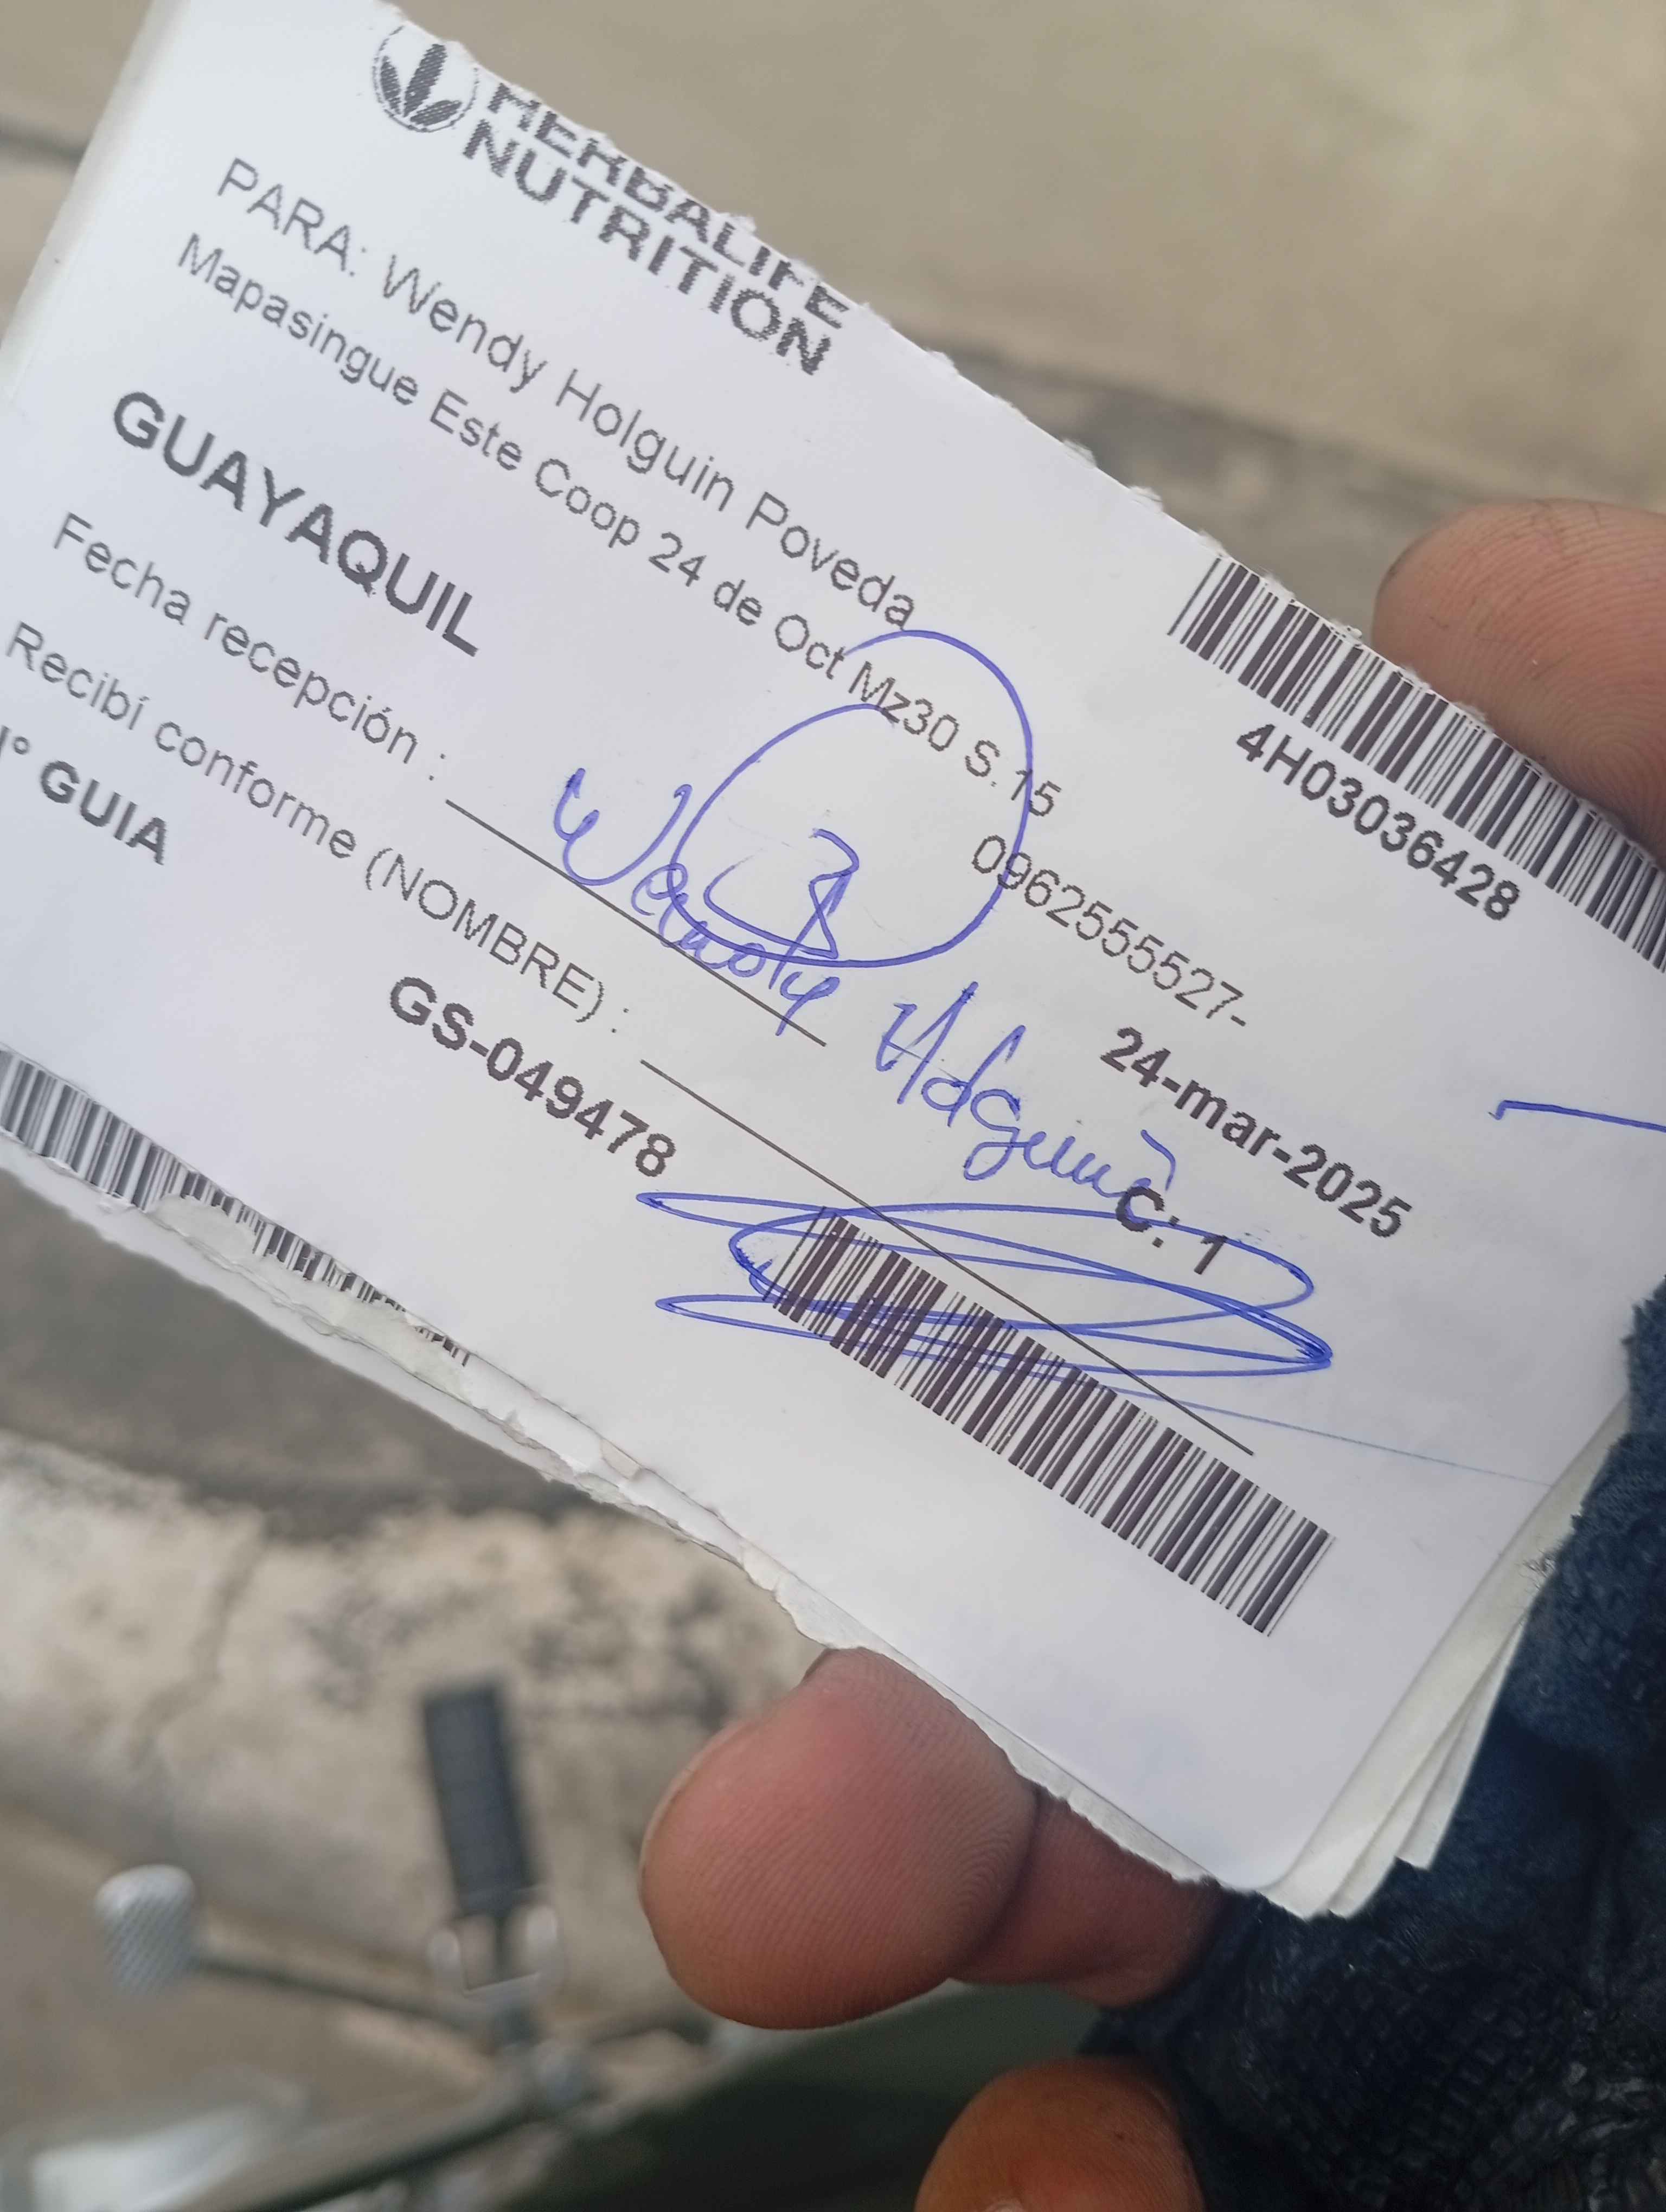 HERBALIFE
NUTRITION
4H03036428
PARA: Wendy Holguin Poveda
Mapasingue Este Coop 24 de Oct Mz30 S.15
0962555527-
GUAYAQUIL
24-mar-2025
Fecha recepción :
Wendy Holguin
C: 1
Recibí conforme (NOMBRE) :
° GUIA
GS-049478